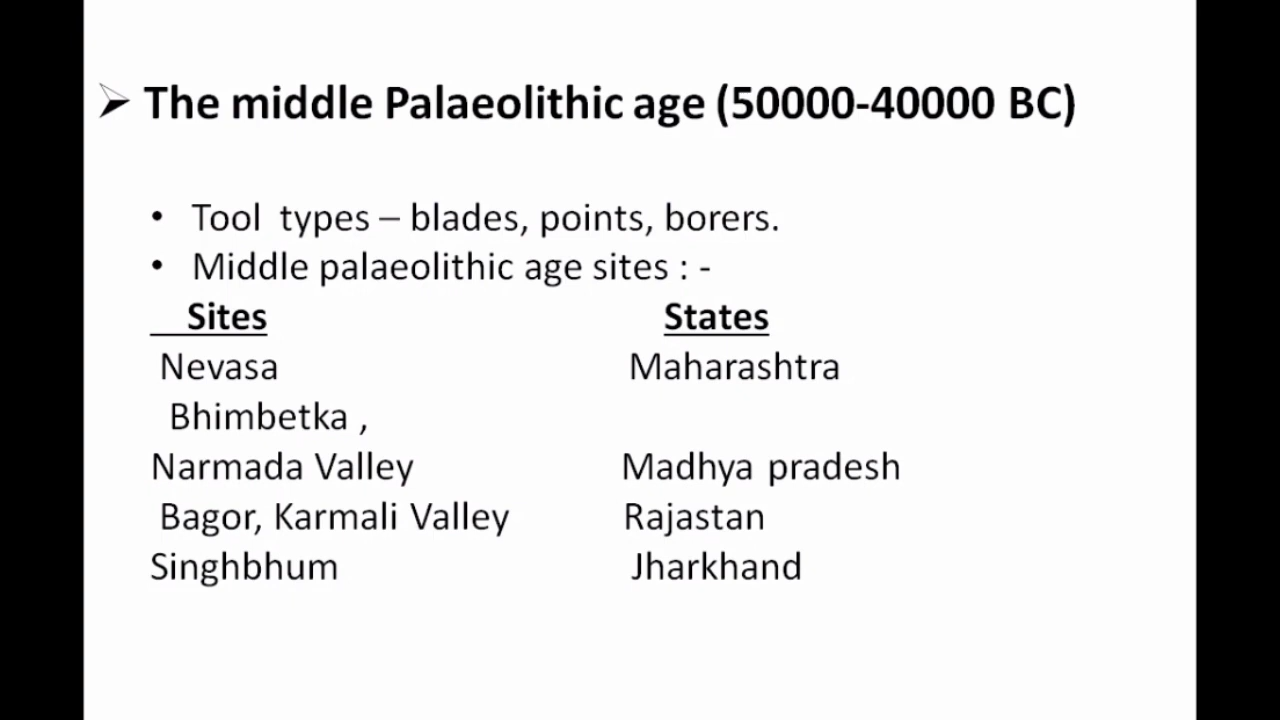 The middle Palaeolithic age (50000-40000 BC)
• Tool types – blades, points, borers.
• Middle palaeolithic age sites : -
Sites States
Nevasa Maharashtra
Bhimbetka ,
Narmada Valley Madhya pradesh
Bagor, Karmali Valley Rajastan
Singhbhum Jharkhand